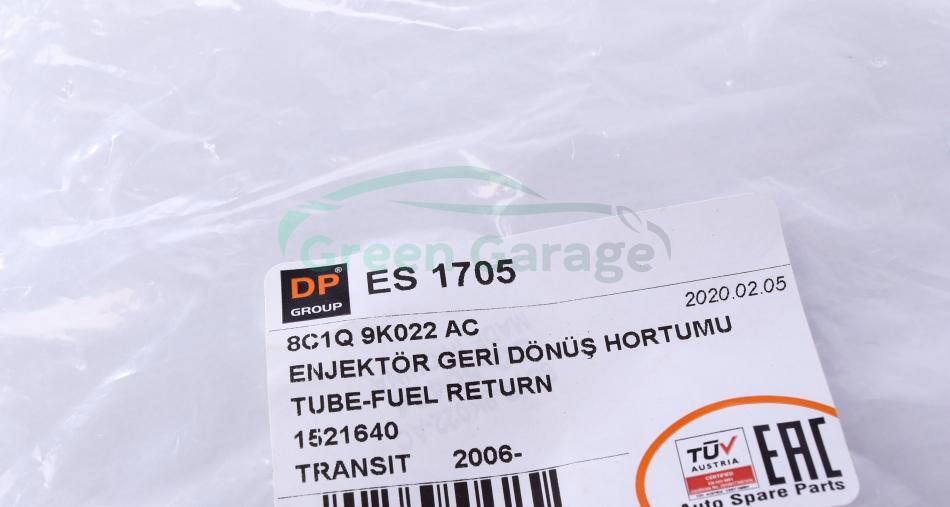 Green Garage
DP® GROUP
ES 1705
2020.02.05
8C1Q 9K022 AC
ENJEKTÖR GERİ DÖNÜŞ HORTUMU
TUBE-FUEL RETURN
1521640
TRANSIT 2006-
TÜV
AUSTRIA
CERTIFIED
EAC
Auto Spare Parts